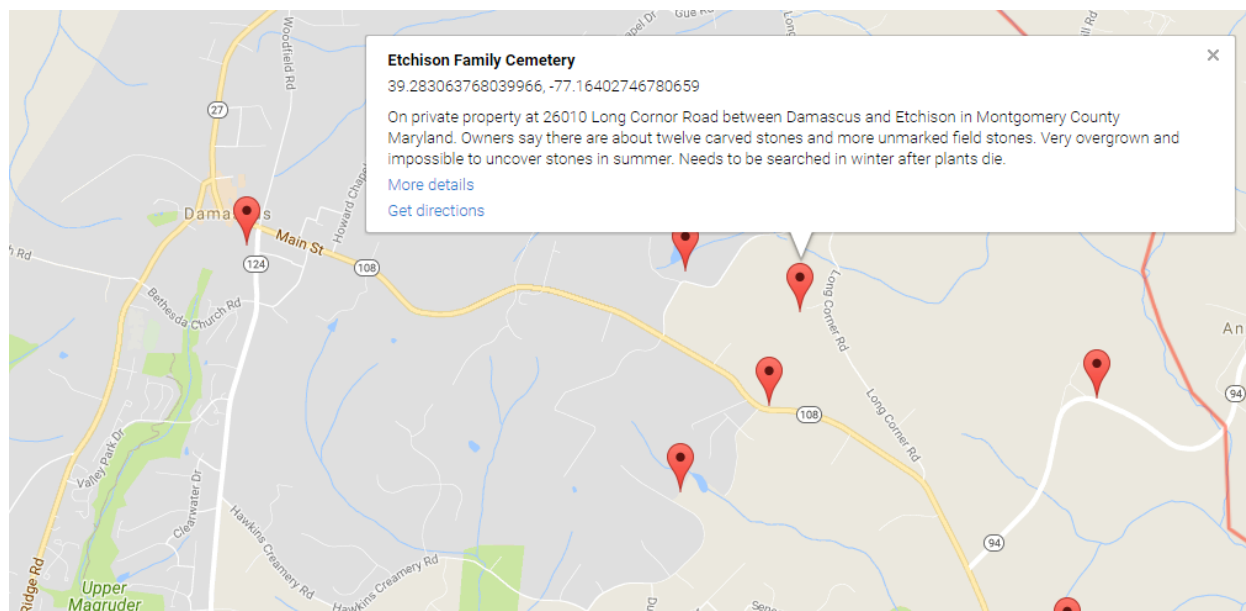 Etchison Family Cemetery
39.283063768039966, -77.16402746780659
On private property at 26010 Long Cornor Road between Damascus and Etchison in Montgomery County
Maryland. Owners say there are about twelve carved stones and more unmarked field stones. Very overgrown and
impossible to uncover stones in summer. Needs to be searched in winter after plants die.
More details
Get directions
Woodfield Rd
Gue Rd
27
Howard Chapel
Damascus
Main St
124
108
Bethesda Church Rd
Long Corner Rd
An
108
94
Long Corner Rd
Valley Park Dr
Clearwater Dr
Hawkins Creamery Rd
94
Hawkins Creamery Rd
Ridge Rd
Upper
Magruder